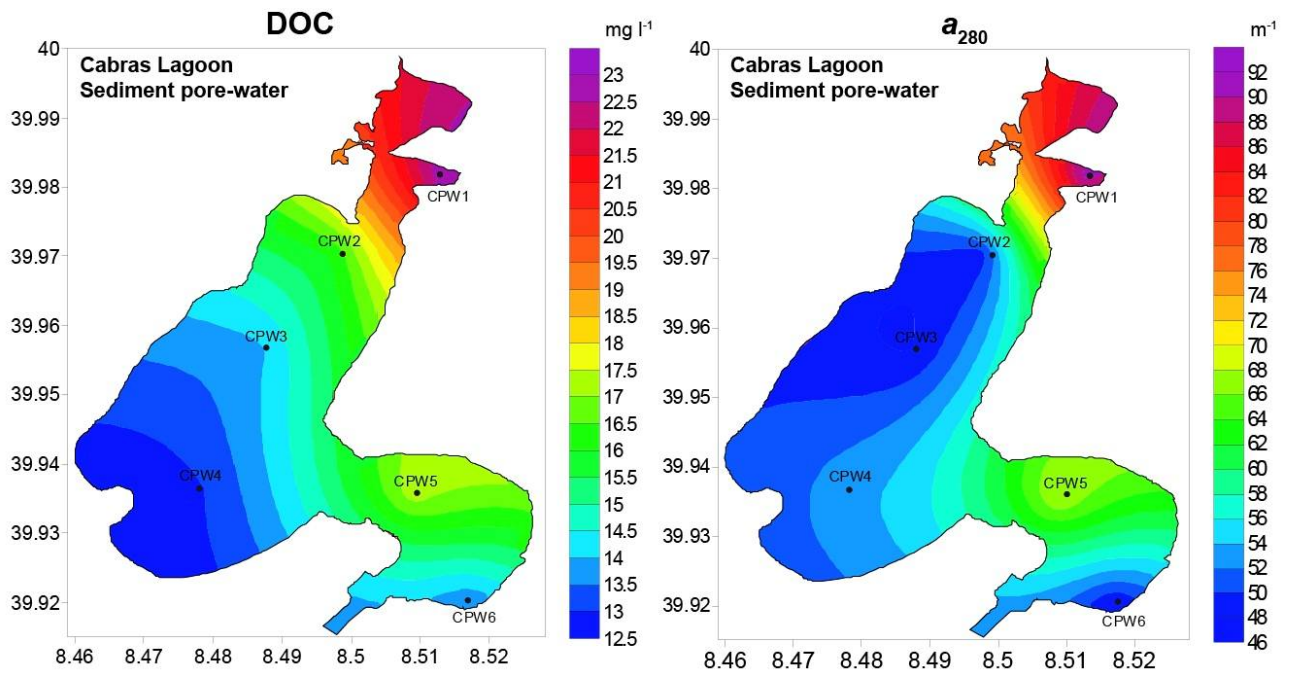 DOC
mg l-1
Cabras Lagoon
Sediment pore-water
40
39.99
39.98
39.97
39.96
39.95
39.94
39.93
39.92
8.46 8.47 8.48 8.49 8.5 8.51 8.52
CPW1
CPW2
CPW3
CPW4
CPW5
CPW6
23
22.5
22
21.5
21
20.5
20
19.5
19
18.5
18
17.5
17
16.5
16
15.5
15
14.5
14
13.5
13
12.5
a280
m-1
Cabras Lagoon
Sediment pore-water
40
39.99
39.98
39.97
39.96
39.95
39.94
39.93
39.92
8.46 8.47 8.48 8.49 8.5 8.51 8.52
CPW1
CPW2
CPW3
CPW4
CPW5
CPW6
92
90
88
86
84
82
80
78
76
74
72
70
68
66
64
62
60
58
56
54
52
50
48
46